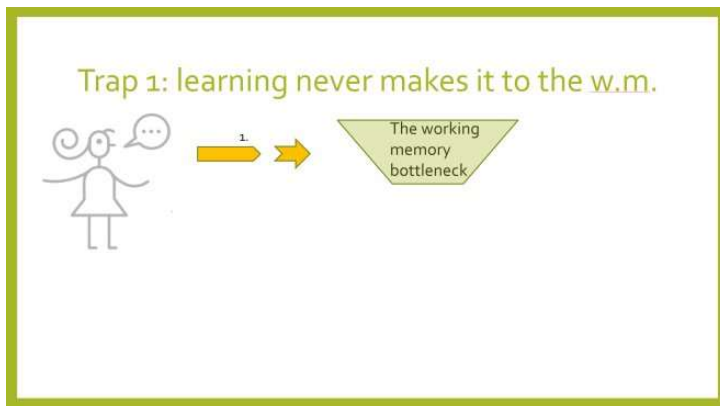 Trap 1: learning never makes it to the w.m.
1.
The working
memory
bottleneck